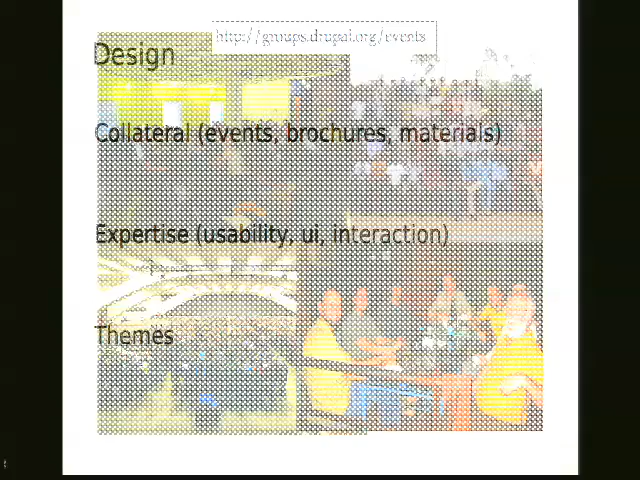 http://groups.drupal.org/events
Design
Collateral (events, brochures, materials)
Expertise (usability, ui, interaction)
Themes